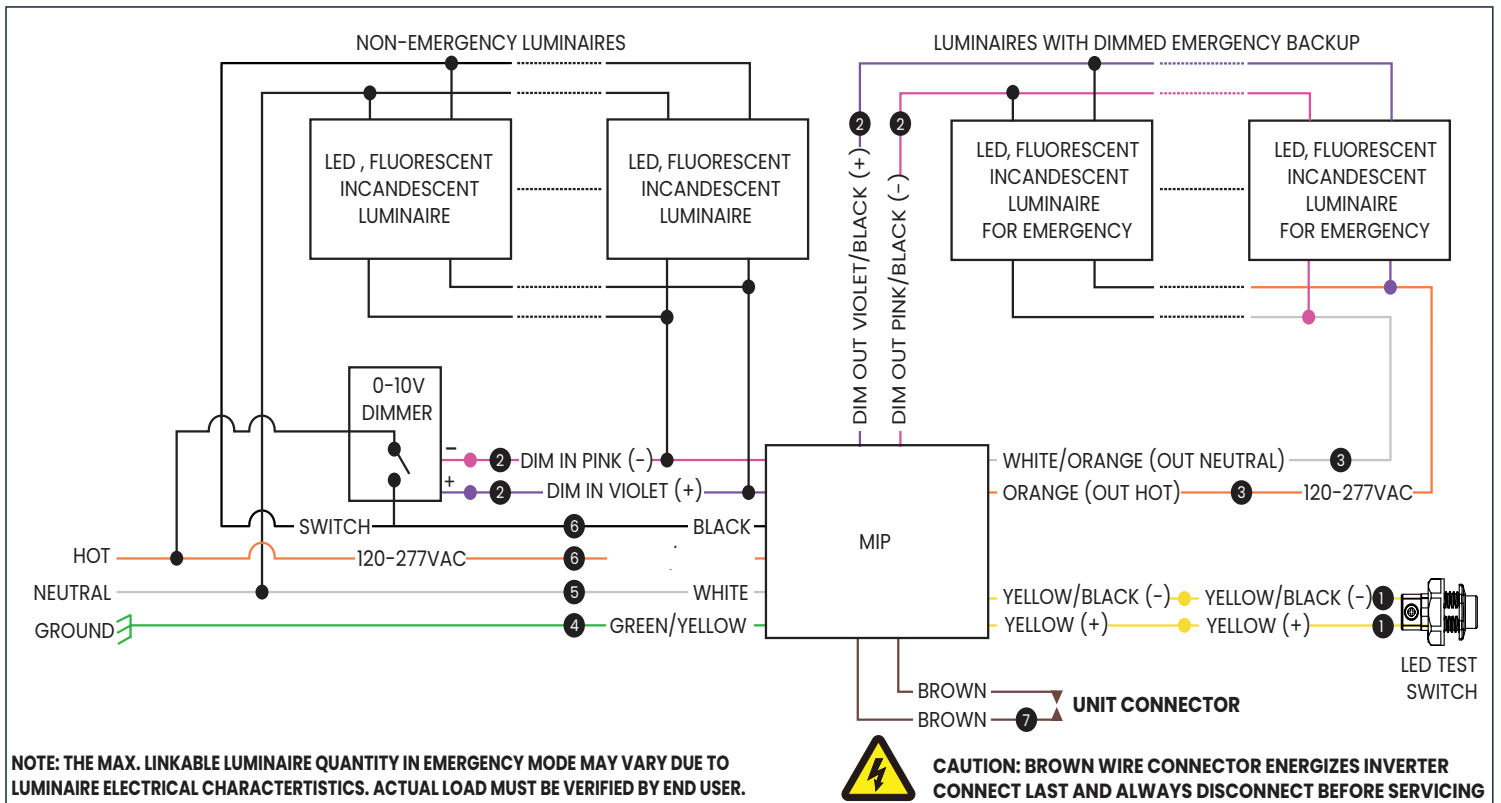 NON-EMERGENCY LUMINAIRES
LUMINAIRES WITH DIMMED EMERGENCY BACKUP
LED , FLUORESCENT
INCANDESCENT
LUMINAIRE
LED, FLUORESCENT
INCANDESCENT
LUMINAIRE
2
2
DIM OUT VIOLET/BLACK (+)
DIM OUT PINK/BLACK (-)
LED, FLUORESCENT
INCANDESCENT
LUMINAIRE
FOR EMERGENCY
LED, FLUORESCENT
INCANDESCENT
LUMINAIRE
FOR EMERGENCY
0-10V
DIMMER
- 2 DIM IN PINK (-)
+ 2 DIM IN VIOLET (+)
SWITCH 6 BLACK
HOT 120-277VAC 6
NEUTRAL 5 WHITE
GROUND 4 GREEN/YELLOW
MIP
WHITE/ORANGE (OUT NEUTRAL) 3
ORANGE (OUT HOT) 3 120-277VAC
YELLOW/BLACK (-) YELLOW/BLACK (-) 1
YELLOW (+) YELLOW (+) 1
LED TEST
SWITCH
BROWN
BROWN 7
UNIT CONNECTOR
NOTE: THE MAX. LINKABLE LUMINAIRE QUANTITY IN EMERGENCY MODE MAY VARY DUE TO
LUMINAIRE ELECTRICAL CHARACTERTISTICS. ACTUAL LOAD MUST BE VERIFIED BY END USER.
CAUTION: BROWN WIRE CONNECTOR ENERGIZES INVERTER
CONNECT LAST AND ALWAYS DISCONNECT BEFORE SERVICING